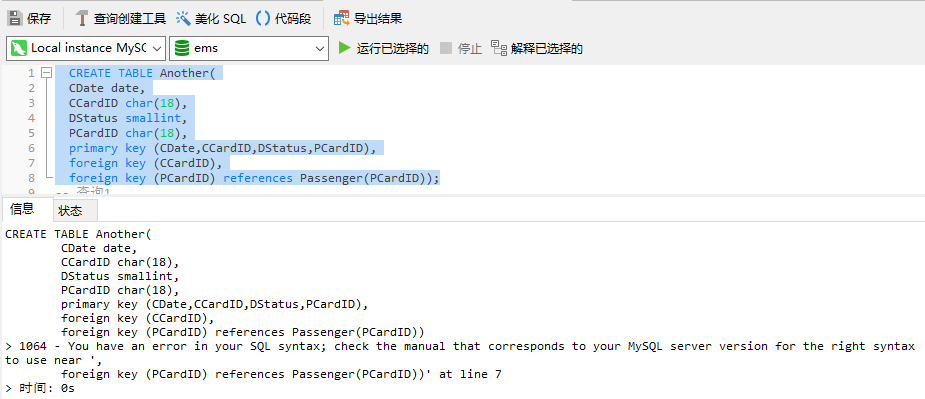 保存 查询创建工具 美化 SQL () 代码段 导出结果
Local instance MySC ems 运行已选择的 停止 解释已选择的
1 CREATE TABLE Another(
2 CDate date,
3 CCardID char(18),
4 DStatus smallint,
5 PCardID char(18),
6 primary key (CDate,CCardID,DStatus,PCardID),
7 foreign key (CCardID),
8 foreign key (PCardID) references Passenger(PCardID));
9 -- 查询1
信息 状态
CREATE TABLE Another(
CDate date,
CCardID char(18),
DStatus smallint,
PCardID char(18),
primary key (CDate,CCardID,DStatus,PCardID),
foreign key (CCardID),
foreign key (PCardID) references Passenger(PCardID))
> 1064 - You have an error in your SQL syntax; check the manual that corresponds to your MySQL server version for the right syntax
to use near ',
foreign key (PCardID) references Passenger(PCardID))' at line 7
> 时间: 0s